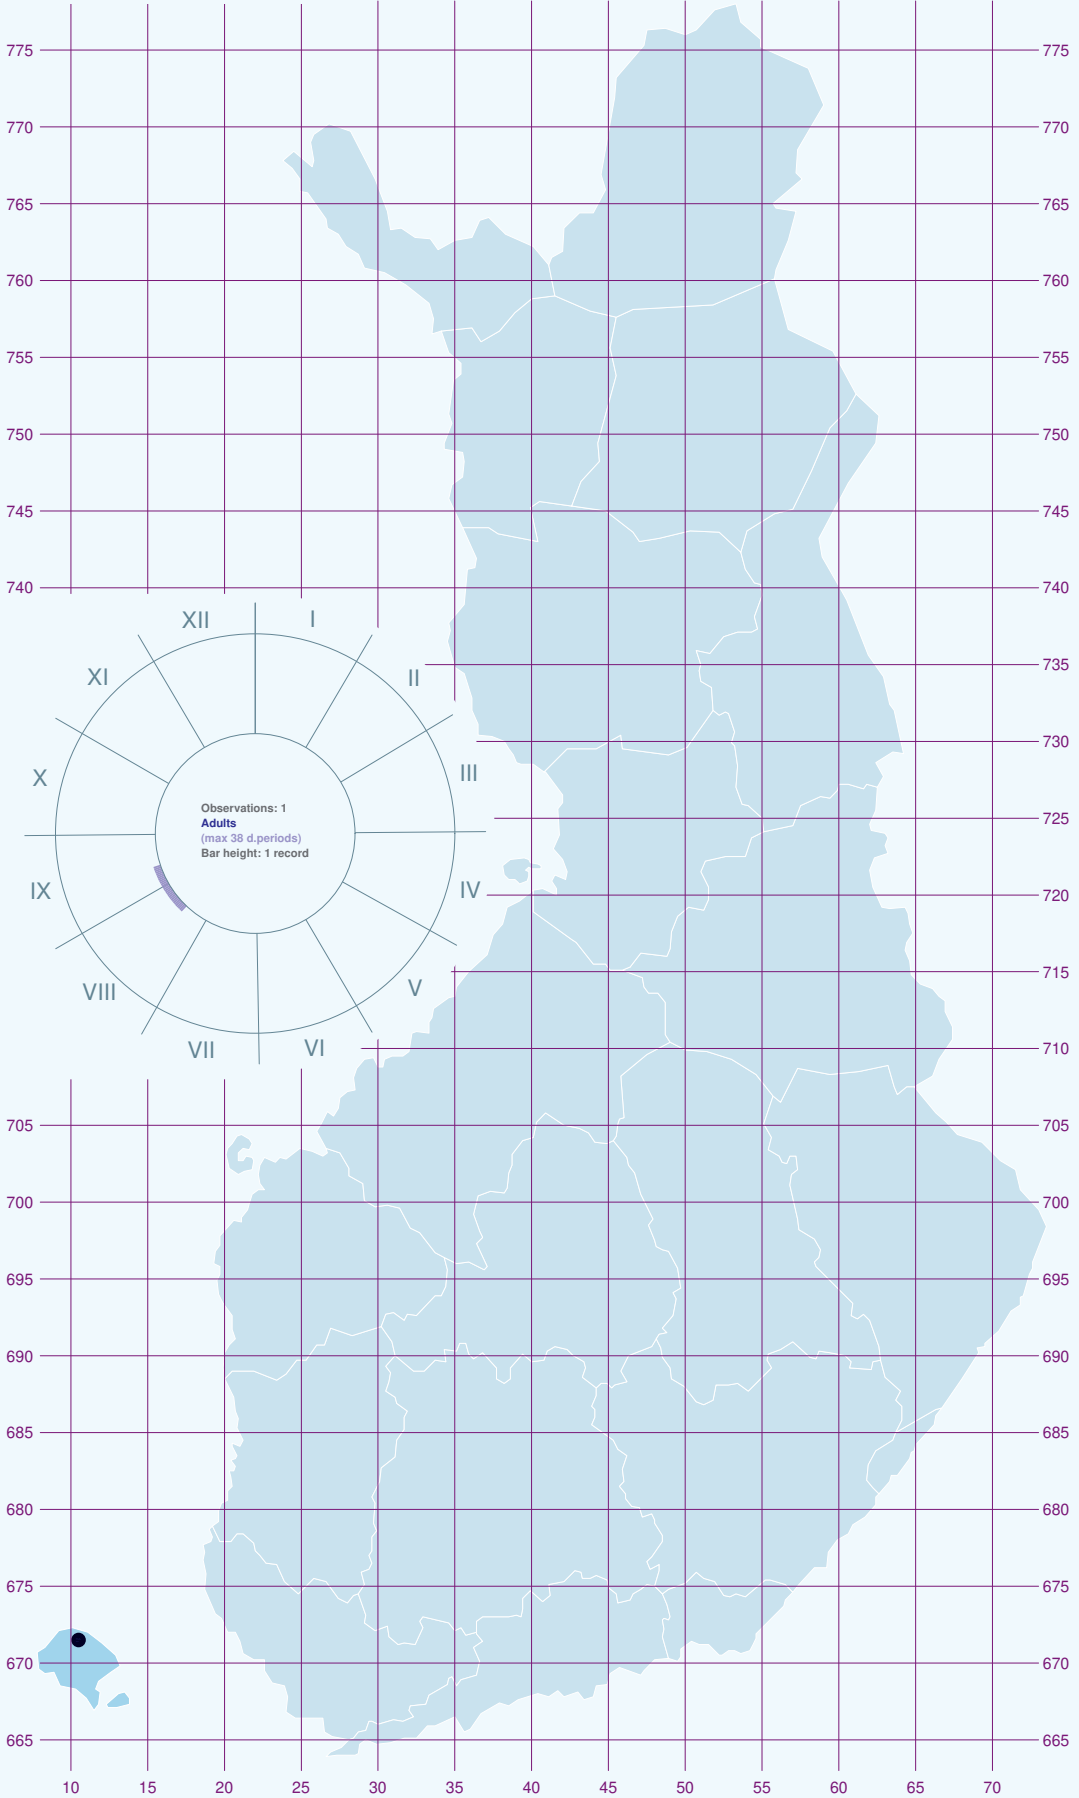 775 775
770 770
765 765
760 760
755 755
750 750
745 745
740 740
XII I
XI II
735
730
X III
725
Observations: 1
Adults
(max 38 d.periods)
Bar height: 1 record
IX IV
720
715
VIII V
VII VI
710
705 705
700 700
695 695
690 690
685 685
680 680
675 675
670 670
665 665
10 15 20 25 30 35 40 45 50 55 60 65 70